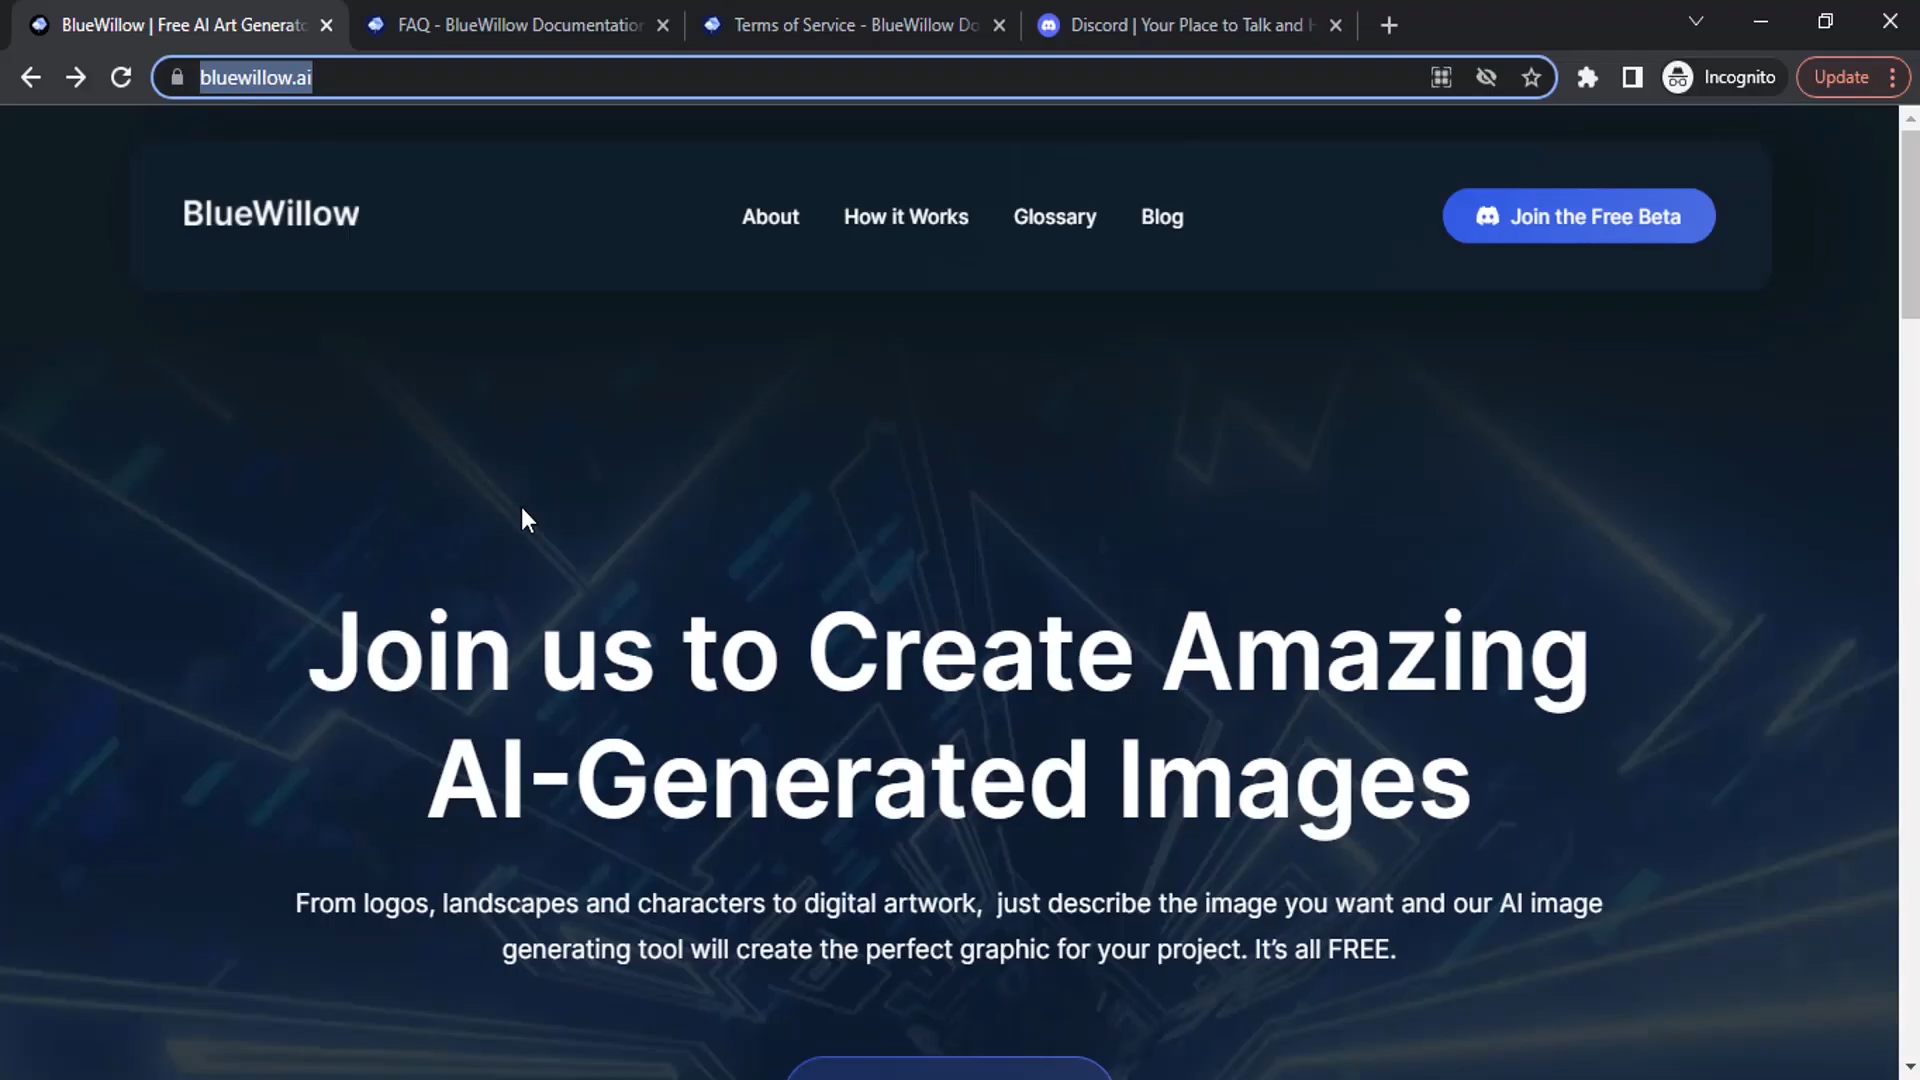 BlueWillow | Free AI Art Generato
FAQ - BlueWillow Documentation
Terms of Service - BlueWillow Do
Discord | Your Place to Talk and H
bluewillow.ai
Incognito
Update
BlueWillow
About
How it Works
Glossary
Blog
Join the Free Beta
Join us to Create Amazing
AI-Generated Images
From logos, landscapes and characters to digital artwork, just describe the image you want and our AI image
generating tool will create the perfect graphic for your project. It’s all FREE.